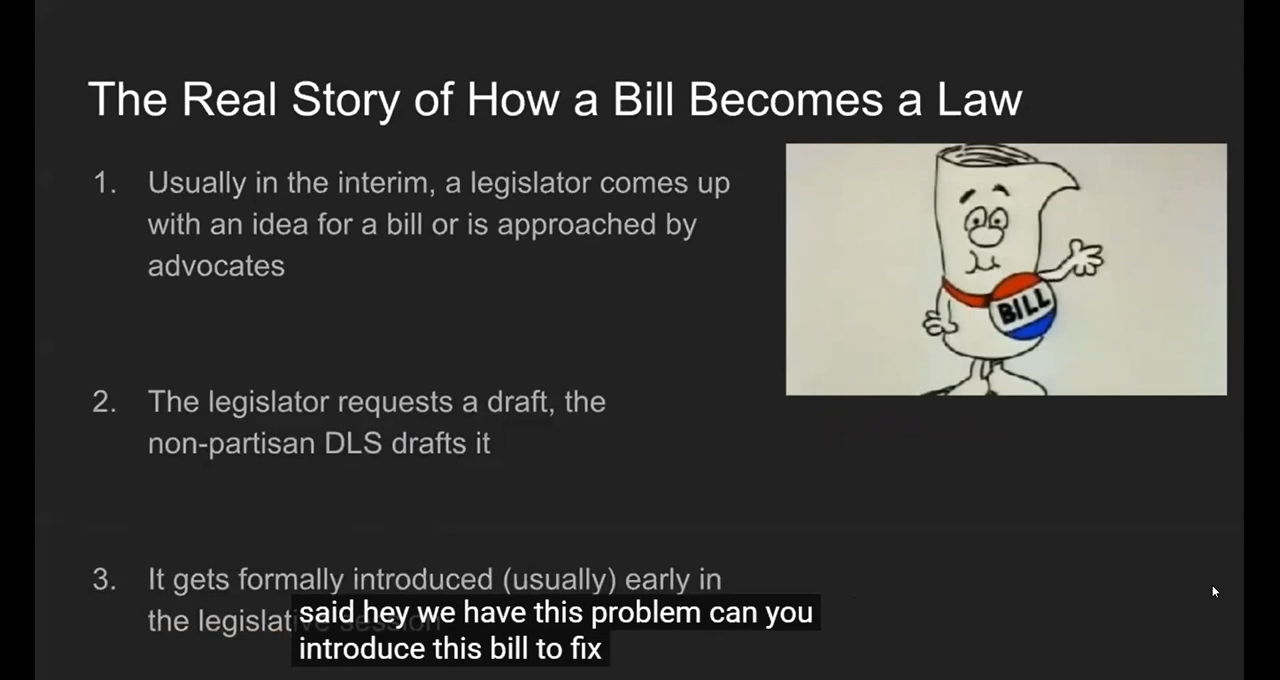 The Real Story of How a Bill Becomes a Law
1. Usually in the interim, a legislator comes up
with an idea for a bill or is approached by
advocates
BILL
2. The legislator requests a draft, the
non-partisan DLS drafts it
3. It gets formally introduced (usually) early in
the legislative session
said hey we have this problem can you
introduce this bill to fix